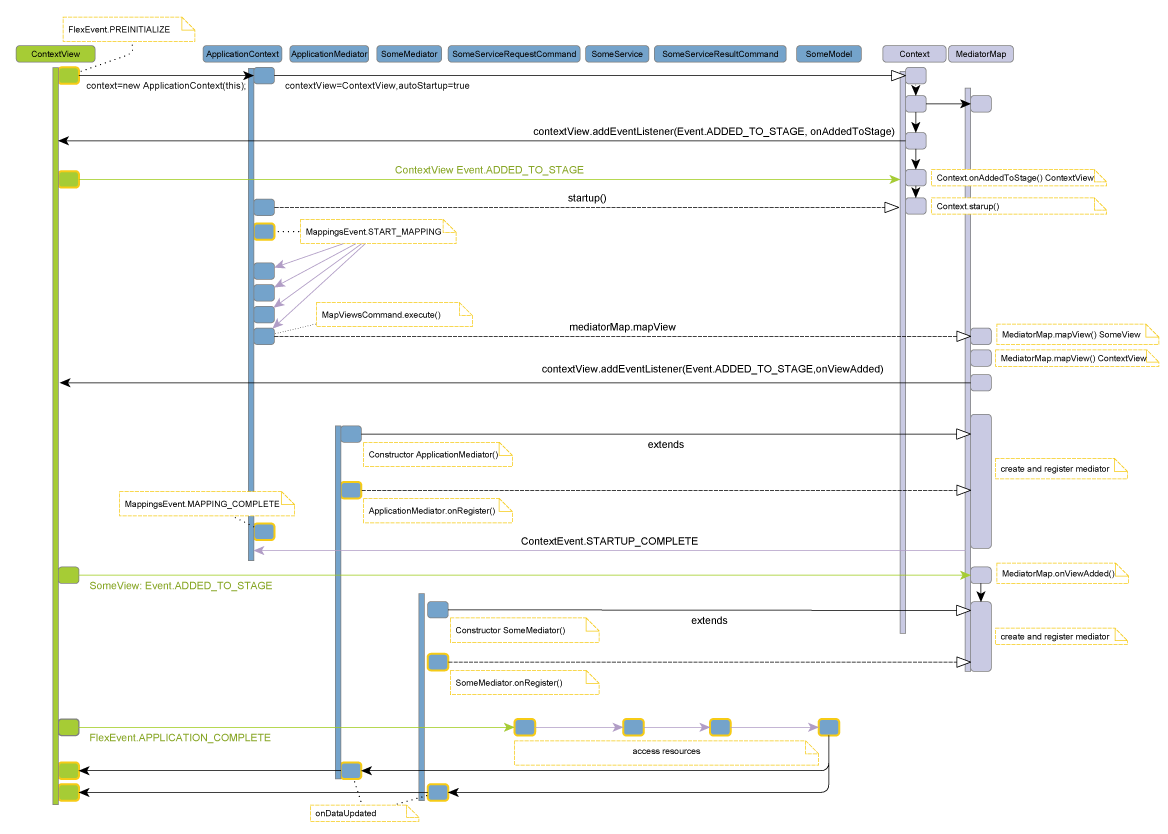 FlexEvent.PREINITIALIZE
ContextView
ApplicationContext
ApplicationMediator
SomeMediator
SomeServiceRequestCommand
SomeService
SomeServiceResultCommand
SomeModel
Context
MediatorMap
context=new ApplicationContext(this);
contextView=ContextView,autoStartup=true
contextView.addEventListener(Event.ADDED_TO_STAGE, onAddedToStage)
ContextView Event.ADDED_TO_STAGE
Context.onAddedToStage() ContextView
startup()
Context.starup()
MappingsEvent.START_MAPPING
MapViewsCommand.execute()
mediatorMap.mapView
MediatorMap.mapView() SomeView
MediatorMap.mapView() ContextView
contextView.addEventListener(Event.ADDED_TO_STAGE,onViewAdded)
extends
Constructor ApplicationMediator()
create and register mediator
MappingsEvent.MAPPING_COMPLETE
ApplicationMediator.onRegister()
ContextEvent.STARTUP_COMPLETE
MediatorMap.onViewAdded()
SomeView: Event.ADDED_TO_STAGE
extends
Constructor SomeMediator()
create and register mediator
SomeMediator.onRegister()
FlexEvent.APPLICATION_COMPLETE
access resources
onDataUpdated